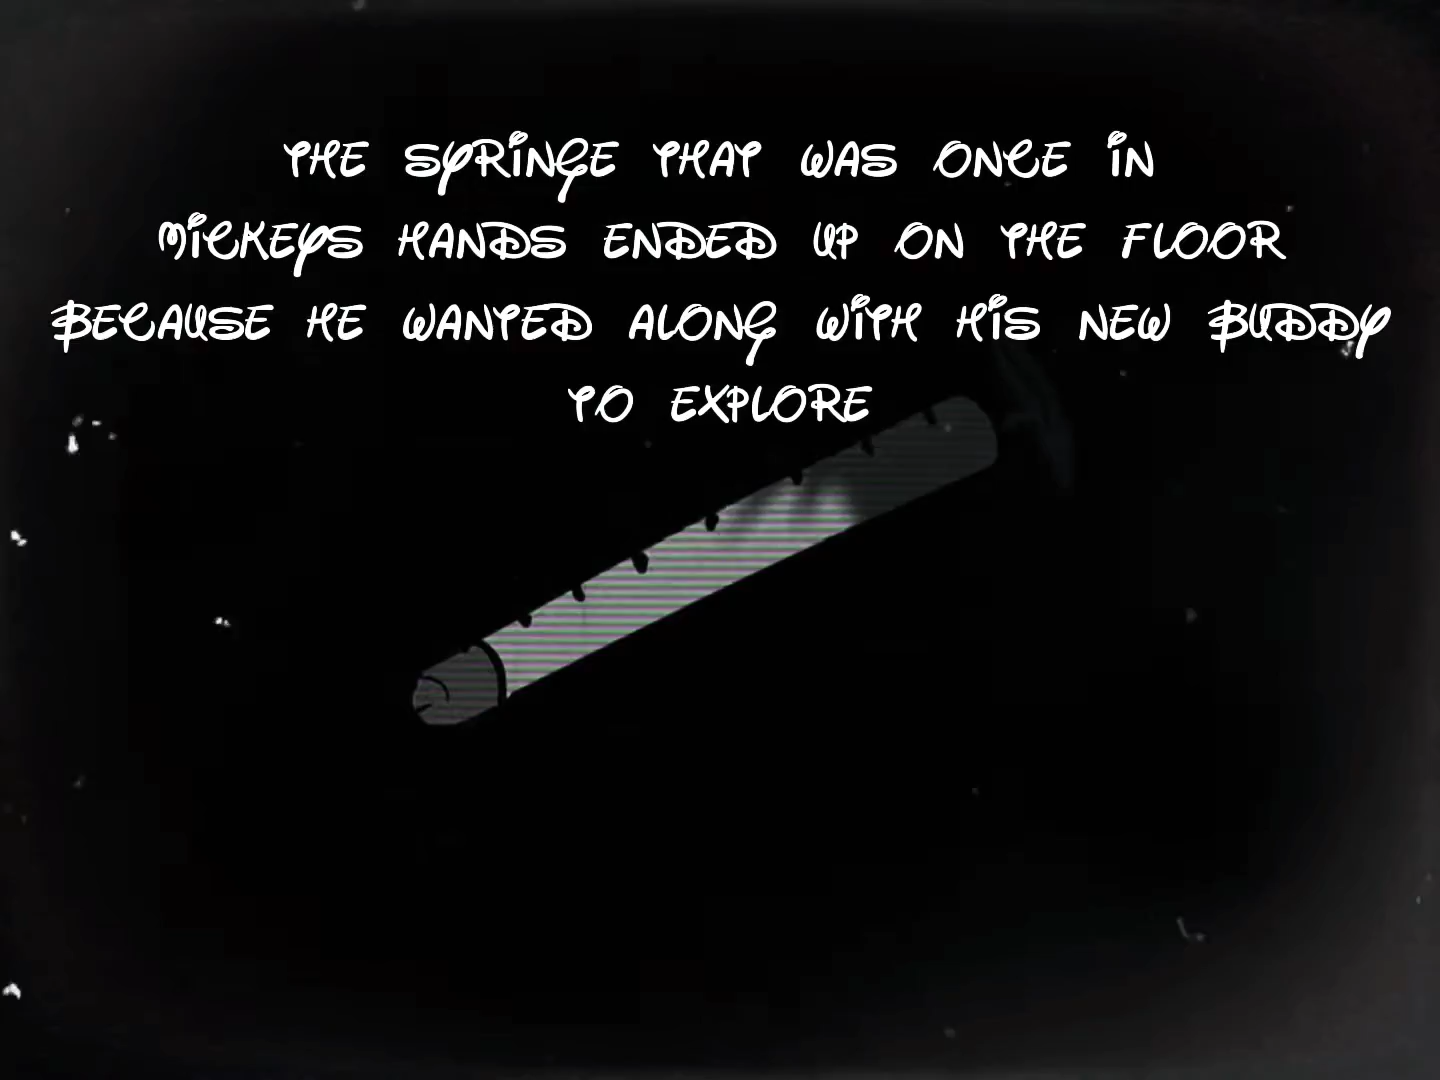 THE SYRINGE THAT WAS ONCE IN
MICKEYS HANDS ENDED UP ON THE FLOOR
BECAUSE HE WANTED ALONG WITH HIS NEW BUDDY
TO EXPLORE